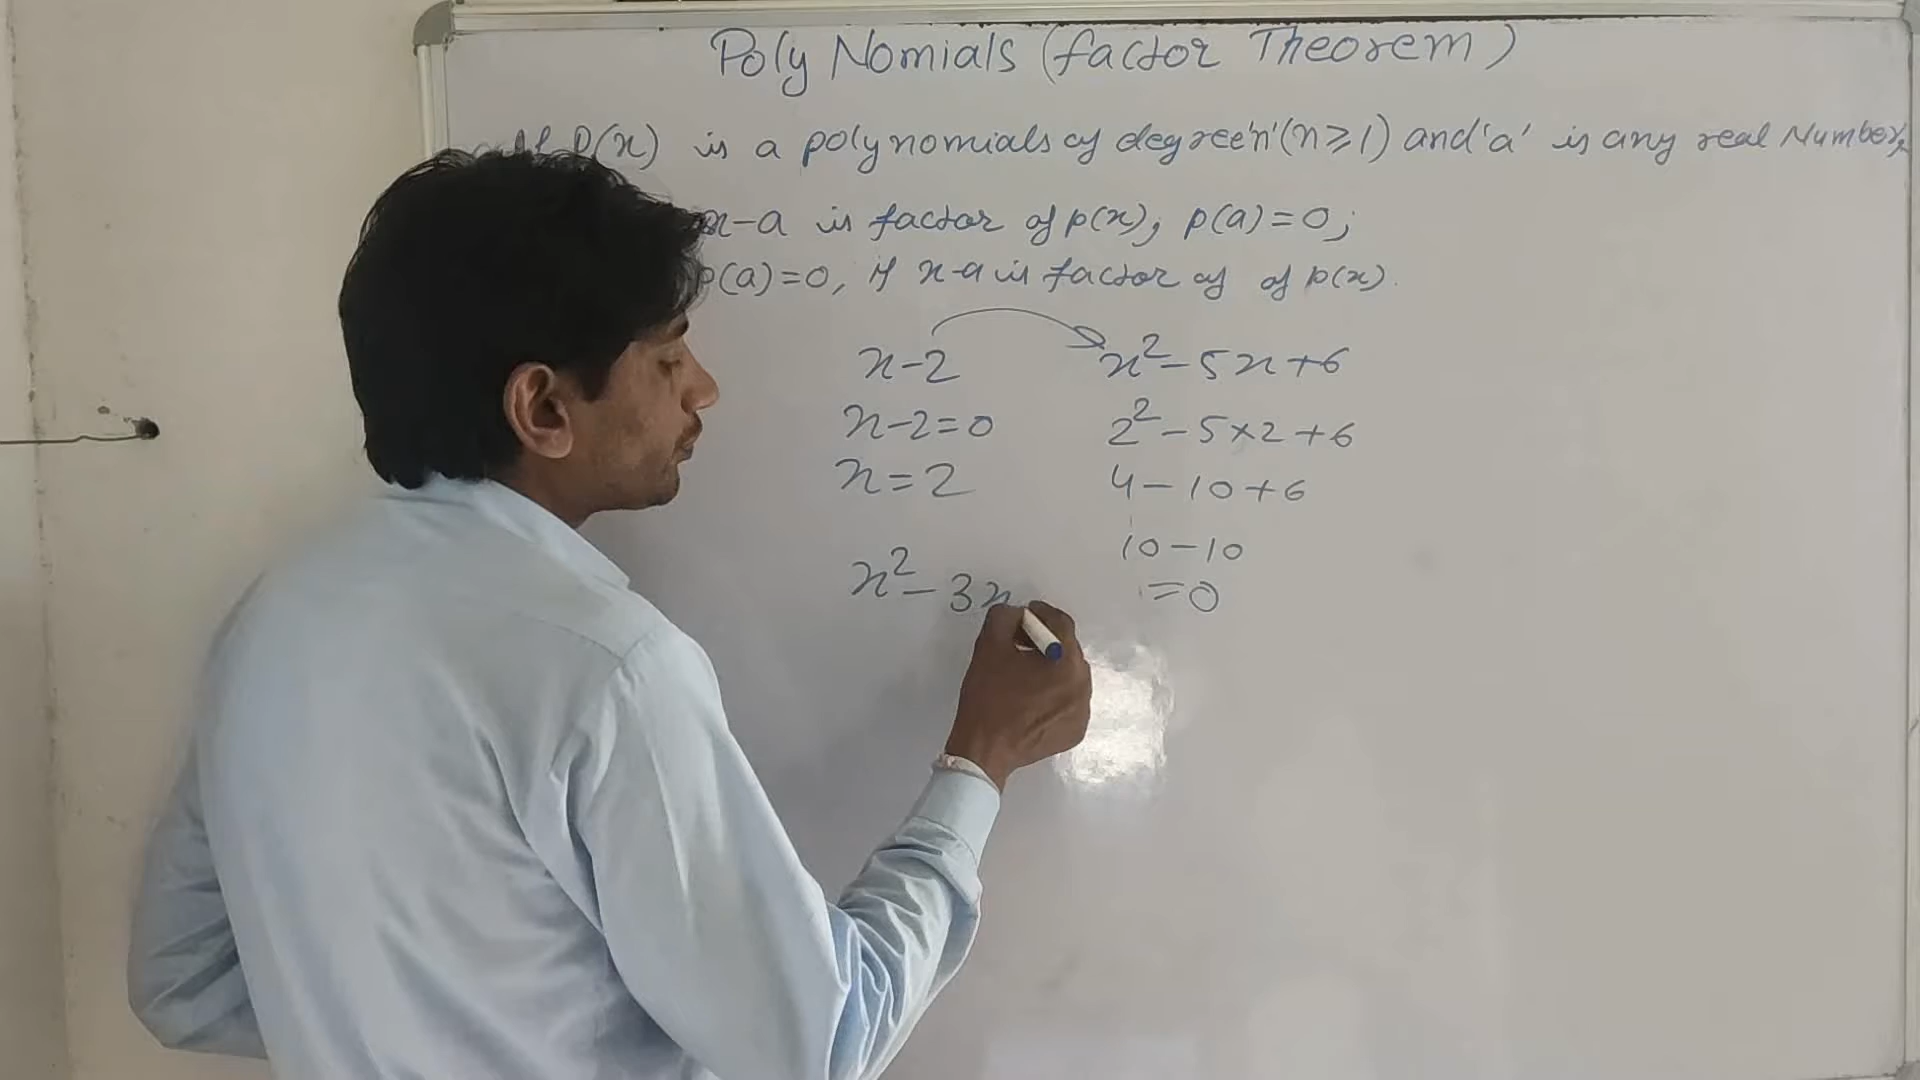 Poly Nomials (factor Theorem)
P(x) is a polynomials of degree 'n' (n⩾1) and 'a' is any real Number,
x-a is factor of p(x), p(a)=0;
p(a)=0, if x-a is factor of of p(x).
x-2
x²-5x+6
x-2=0
2²-5×2+6
x=2
4-10+6
10-10
=0
x²-3x